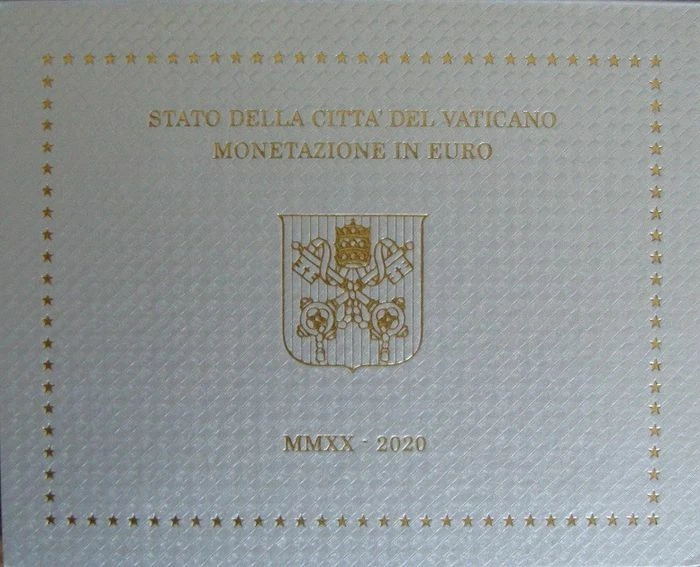 STATO DELLA CITTA' DEL VATICANO
MONETAZIONE IN EURO
MMXX - 2020